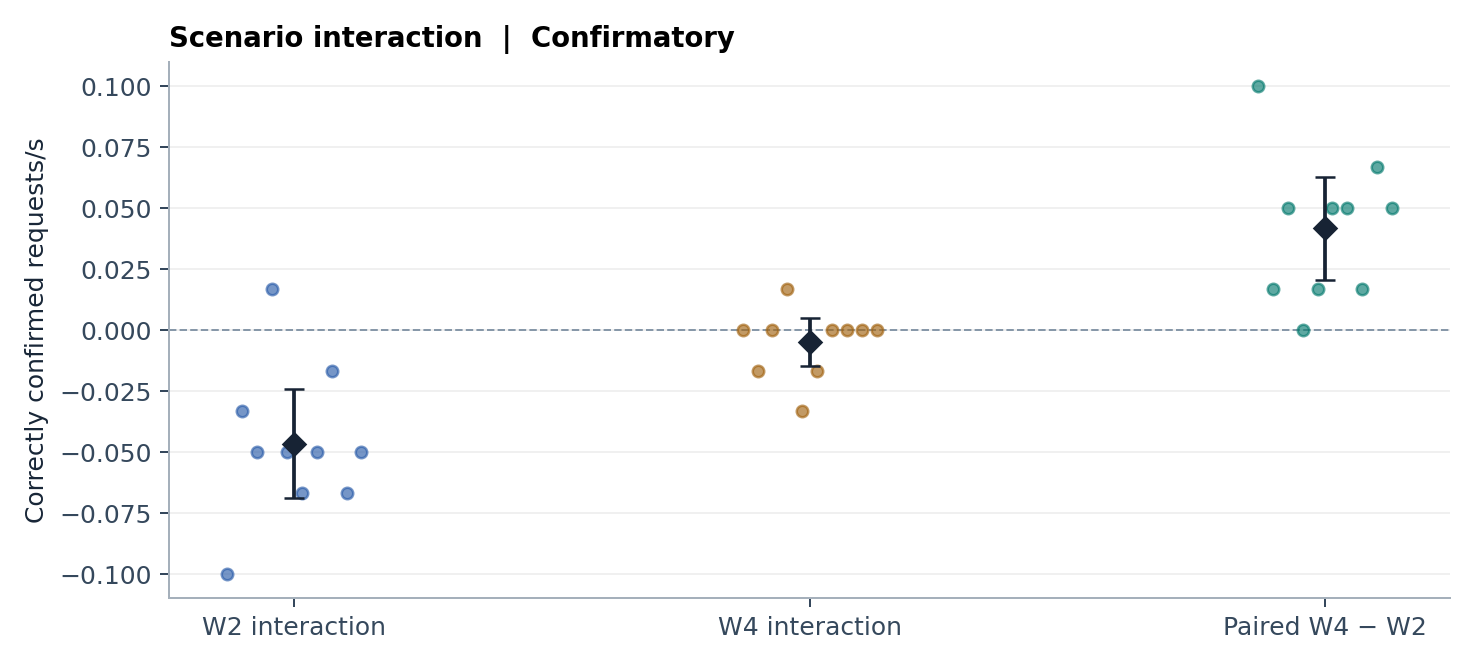 Scenario interaction | Confirmatory
Correctly confirmed requests/s
0.100
0.075
0.050
0.025
0.000
−0.025
−0.050
−0.075
−0.100
W2 interaction
W4 interaction
Paired W4 − W2